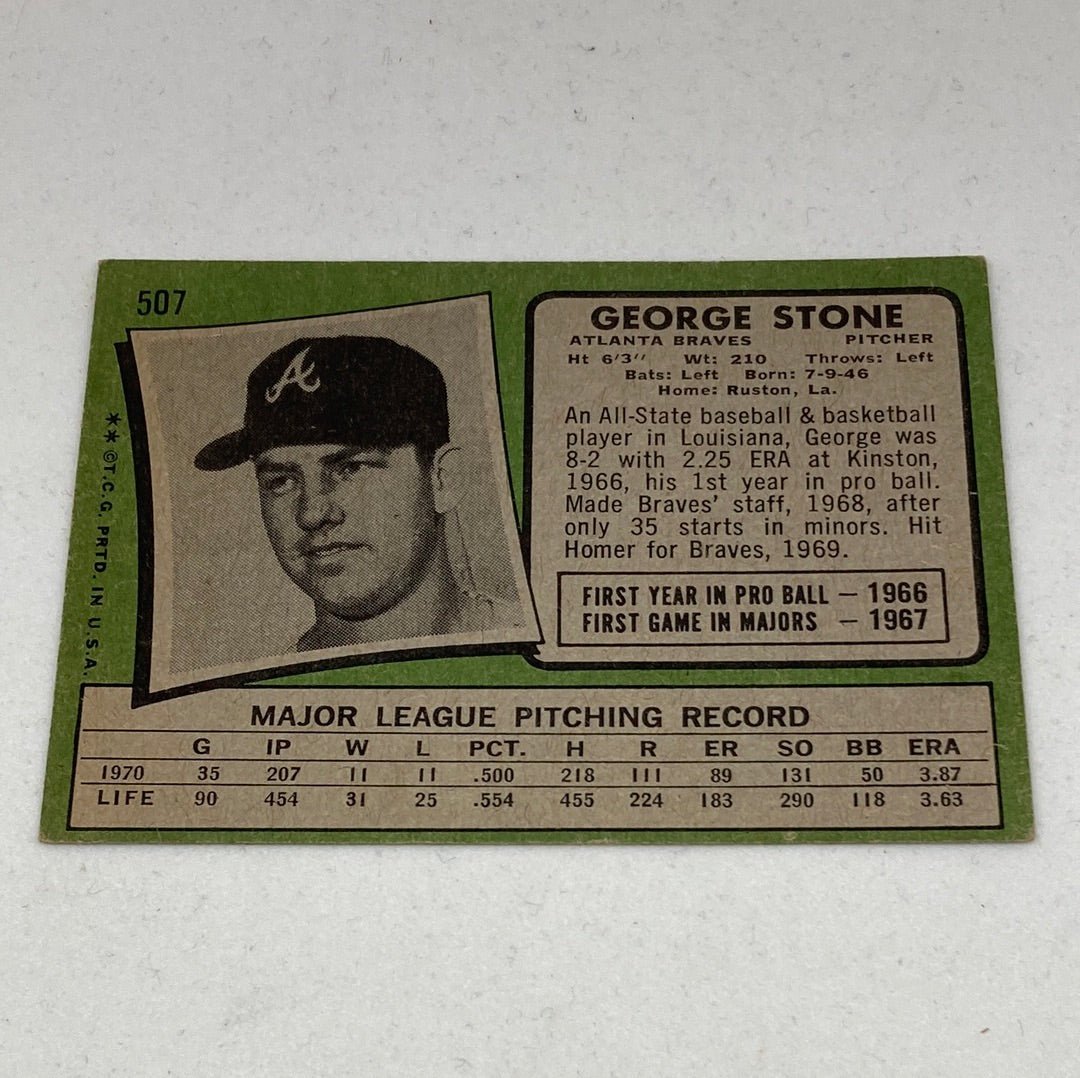 507
A
GEORGE STONE
ATLANTA BRAVES PITCHER
Ht 6'3" Wt: 210 Throws: Left
Bats: Left Born: 7-9-46
Home: Ruston, La.
An All-State baseball & basketball
player in Louisiana, George was
8-2 with 2.25 ERA at Kinston,
1966, his 1st year in pro ball.
Made Braves' staff, 1968, after
only 35 starts in minors. Hit
Homer for Braves, 1969.
FIRST YEAR IN PRO BALL — 1966
FIRST GAME IN MAJORS — 1967
**©T.C.G. PRTD. IN U.S.A.
MAJOR LEAGUE PITCHING RECORD
G IP W L PCT. H R ER SO BB ERA
1970 35 207 11 11 .500 218 111 89 131 50 3.87
LIFE 90 454 31 25 .554 455 224 183 290 118 3.63